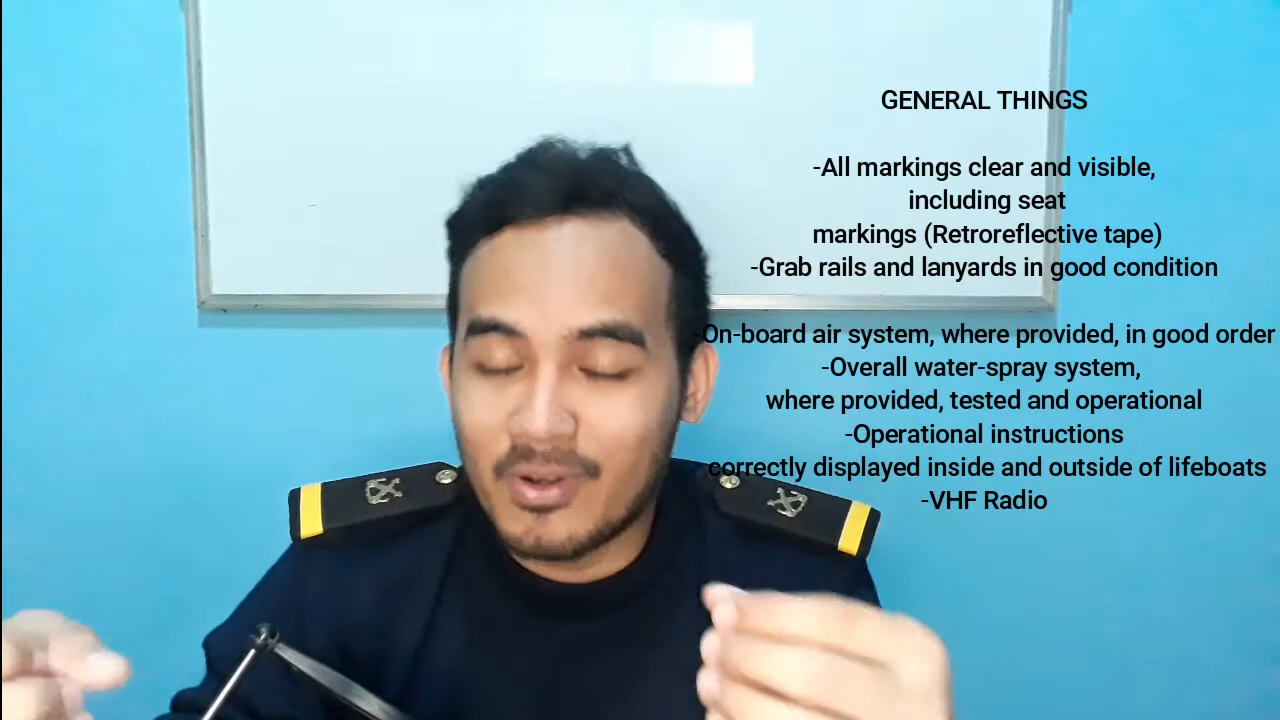 GENERAL THINGS
-All markings clear and visible,
including seat
markings (Retroreflective tape)
-Grab rails and lanyards in good condition
-On-board air system, where provided, in good order
-Overall water-spray system,
where provided, tested and operational
-Operational instructions
correctly displayed inside and outside of lifeboats
-VHF Radio